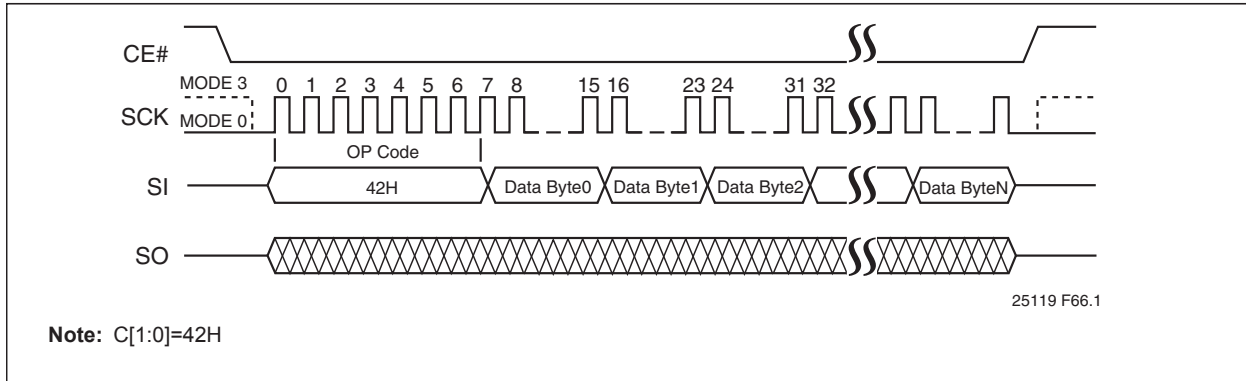 CE#
MODE 3
0 1 2 3 4 5 6 7 8 15 16 23 24 31 32
SCK
MODE 0
OP Code
SI
42H
Data Byte0
Data Byte1
Data Byte2
Data ByteN
SO
25119 F66.1
Note: C[1:0]=42H